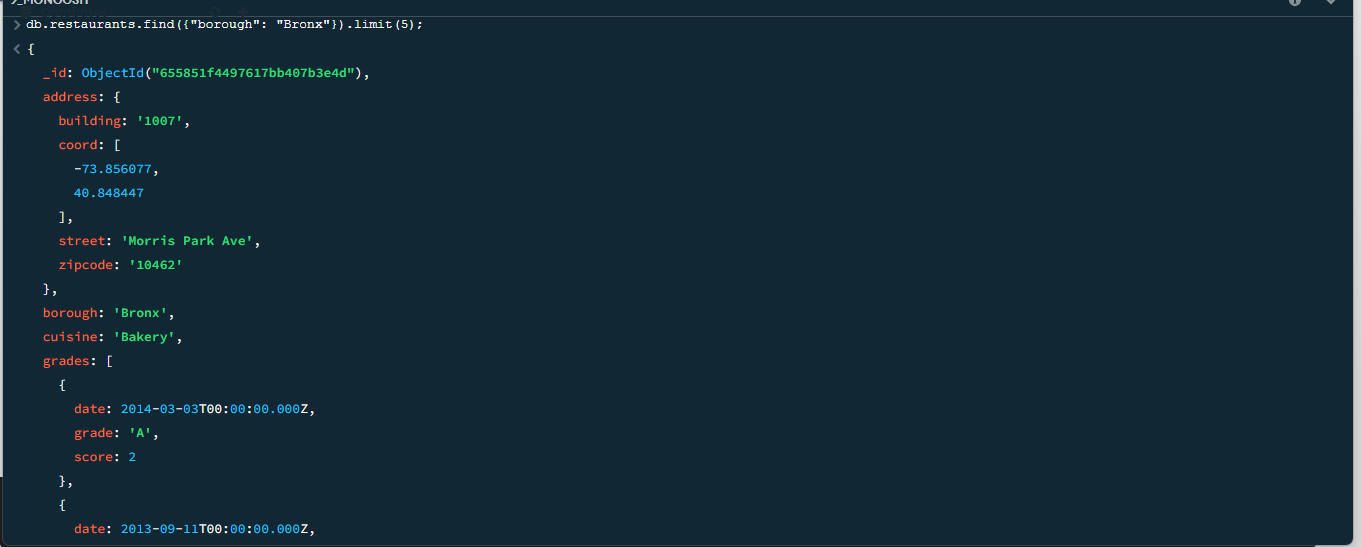 >_MONGOSH
> db.restaurants.find({"borough": "Bronx"}).limit(5);
< {
_id: ObjectId("655851f4497617bb407b3e4d"),
address: {
building: '1007',
coord: [
-73.856077,
40.848447
],
street: 'Morris Park Ave',
zipcode: '10462'
},
borough: 'Bronx',
cuisine: 'Bakery',
grades: [
{
date: 2014-03-03T00:00:00.000Z,
grade: 'A',
score: 2
},
{
date: 2013-09-11T00:00:00.000Z,